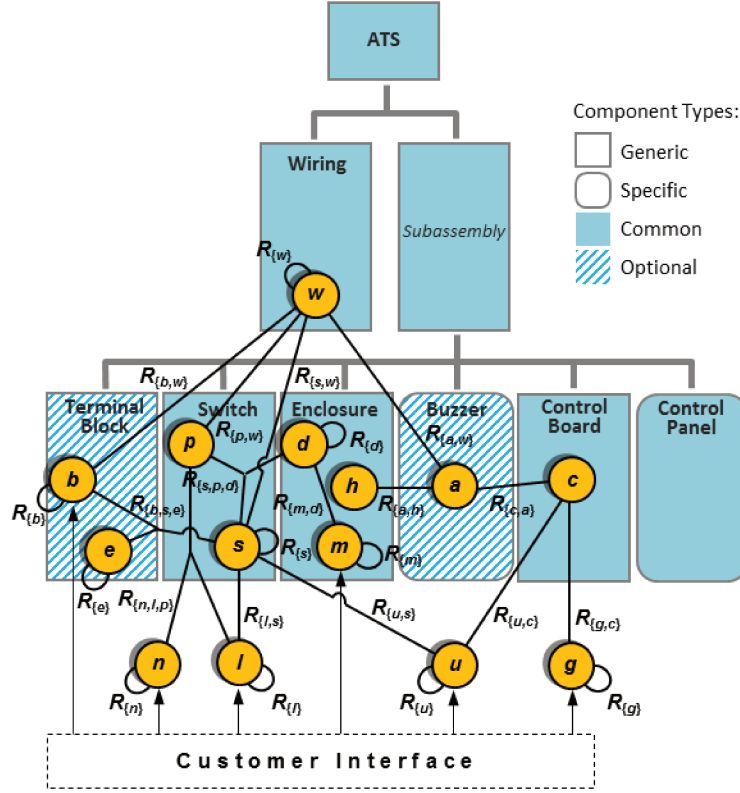 ATS
Component Types:
Generic
Specific
Common
Optional
Wiring
Subassembly
R{w}
w
R{b,w}
R{s,w}
Terminal
Block
Switch
Enclosure
Buzzer
Control
Board
Control
Panel
p
R{p,w}
d
R{d}
R{a,w}
b
R{s,p,d}
h
a
c
R{b}
R{b,s,e}
R{m,d}
R{a,h}
R{c,a}
e
s
R{s}
m
R{m}
R{e}
R{n,l,p}
R{l,s}
R{u,s}
R{u,c}
R{g,c}
n
l
u
g
R{n}
R{l}
R{u}
R{g}
Customer Interface